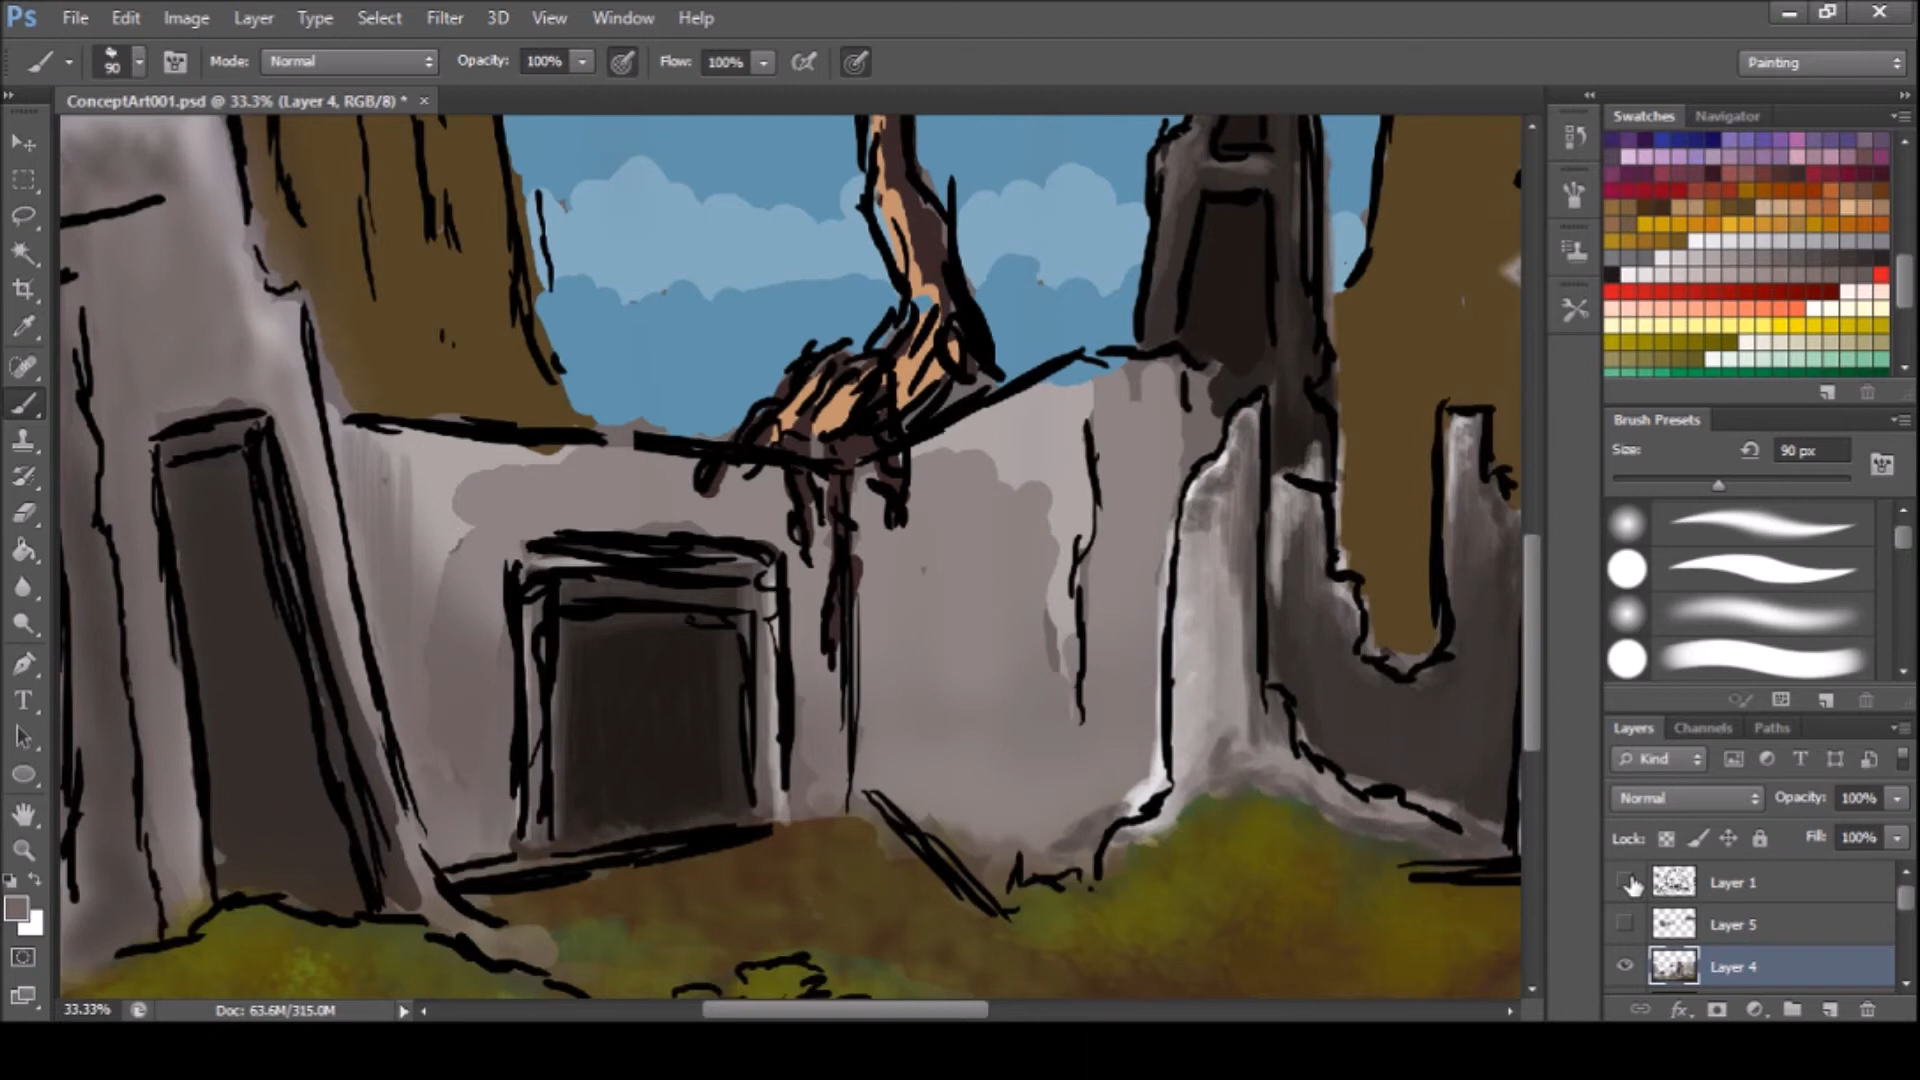 Ps File Edit Image Layer Type Select Filter 3D View Window Help
90 Mode: Normal Opacity: 100% Flow: 100% Painting
ConceptArt001.psd @ 33.3% (Layer 4, RGB/8) * ×
Swatches Navigator
Brush Presets
Size: 90 px
Layers Channels Paths
Kind
Normal Opacity: 100%
Lock: Fill: 100%
Layer 1
Layer 5
Layer 4
33.33% Doc: 63.6M/315.0M